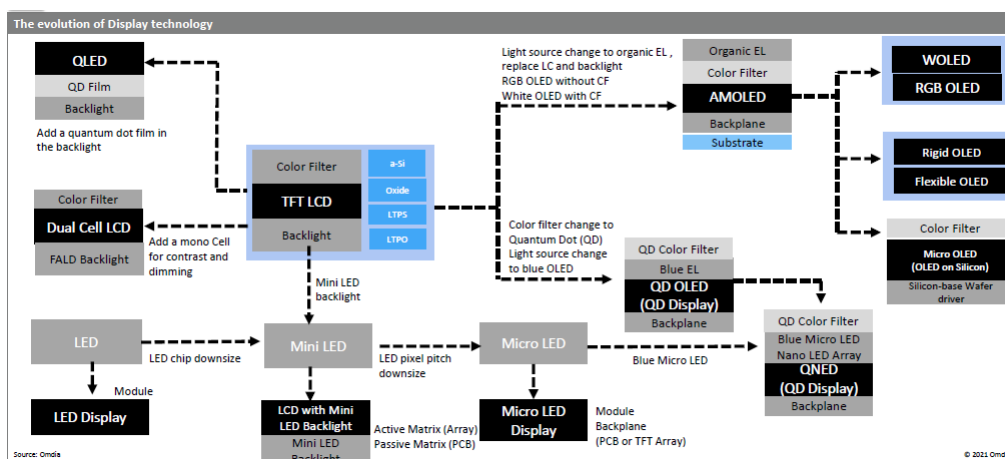 The evolution of Display technology
QLED
QD Film
Backlight
Add a quantum dot film in
the backlight
Color Filter
Dual Cell LCD
FALD Backlight
Add a mono Cell
for contrast and
dimming
Color Filter
TFT LCD
Backlight
a-Si
Oxide
LTPS
LTPO
Light source change to organic EL ,
replace LC and backlight
RGB OLED without CF
White OLED with CF
Organic EL
Color Filter
AMOLED
Backplane
Substrate
WOLED
RGB OLED
Rigid OLED
Flexible OLED
Color Filter
Micro OLED
(OLED on Silicon)
Silicon-base Wafer
driver
Color filter change to
Quantum Dot (QD)
Light source change
to blue OLED
QD Color Filter
Blue EL
QD OLED
(QD Display)
Backplane
Mini LED
backlight
LED
LED chip downsize
Mini LED
LED pixel pitch
downsize
Micro LED
Blue Micro LED
QD Color Filter
Blue Micro LED
Nano LED Array
QNED
(QD Display)
Backplane
Module
LED Display
LCD with Mini
LED Backlight
Mini LED
Backlight
Active Matrix (Array)
Passive Matrix (PCB)
Micro LED
Display
Module
Backplane
(PCB or TFT Array)
Source: Omdia
© 2021 Omdia